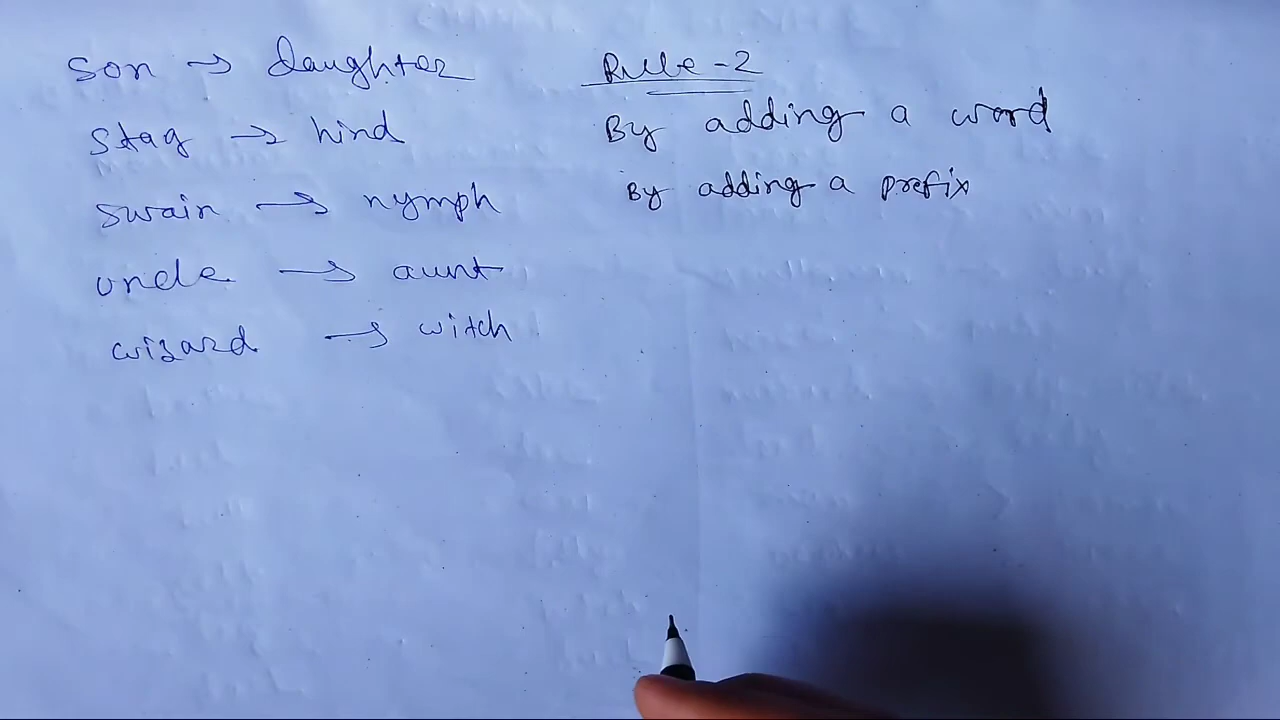 son → daughter
stag → hind
swain → nymph
uncle → aunt
wizard → witch
Rule - 2
By adding a word
By adding a prefix